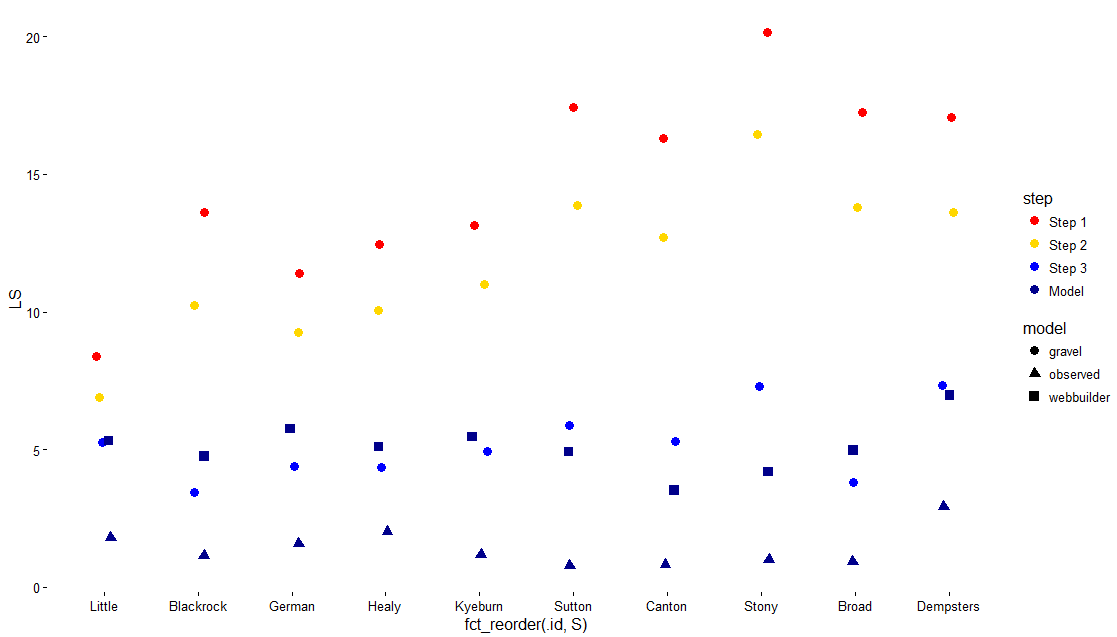 20
15
10
5
0
LS
Little Blackrock German Healy Kyeburn Sutton Canton Stony Broad Dempsters
fct_reorder(.id, S)
step
Step 1
Step 2
Step 3
Model
model
gravel
observed
webbuilder